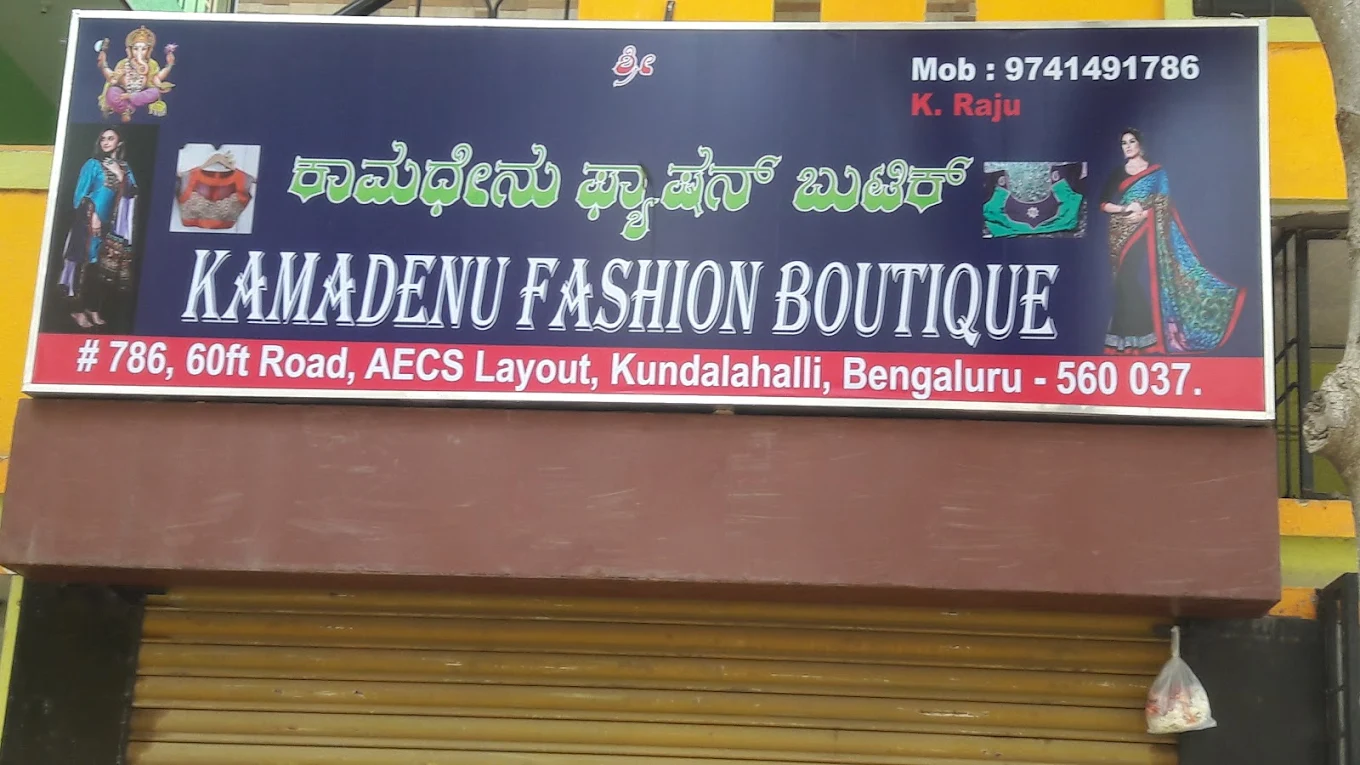 ಶ್ರೀ
Mob : 9741491786
K. Raju
ಕಾಮಧೇನು ಫ್ಯಾಷನ್ ಬುಟಿಕ್
KAMADENU FASHION BOUTIQUE
# 786, 60ft Road, AECS Layout, Kundalahalli, Bengaluru - 560 037.